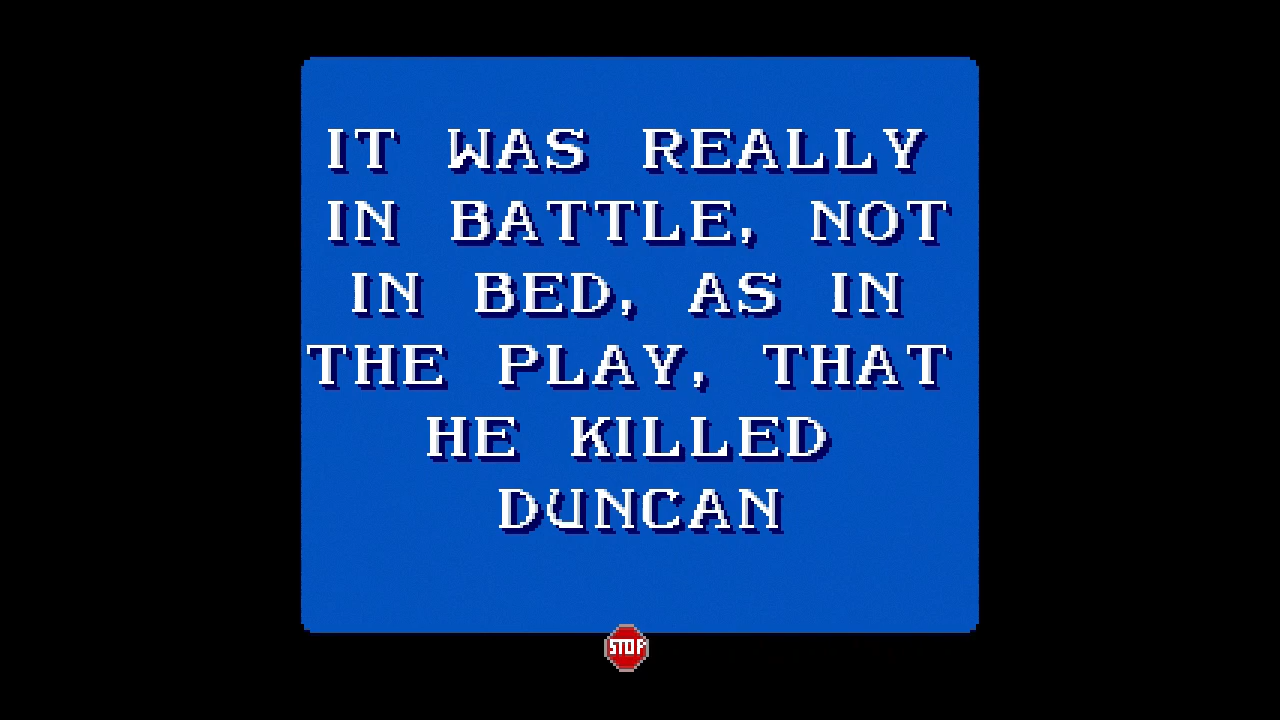 IT WAS REALLY
IN BATTLE, NOT
IN BED, AS IN
THE PLAY, THAT
HE KILLED
DUNCAN
STOP